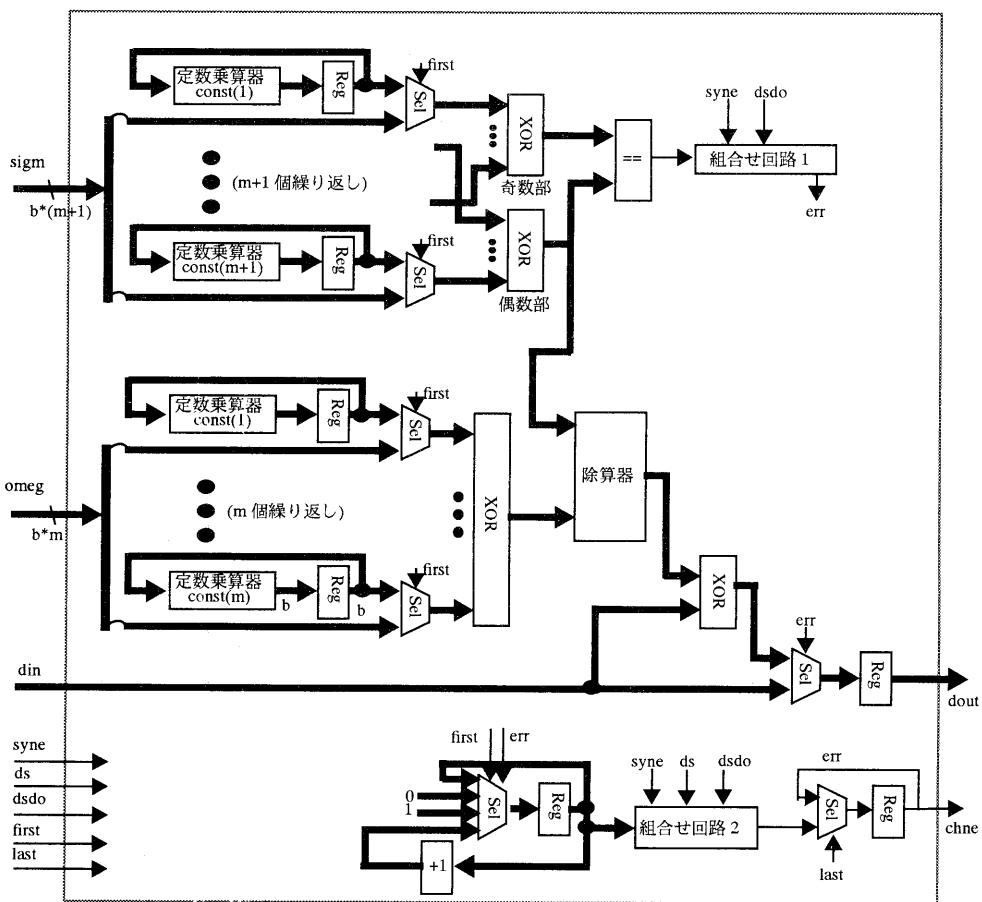 定数乗算器
const(1)
Reg
first
Sel
XOR
奇数部
sigm
b*(m+1)
(m+1 個繰り返し)
定数乗算器
const(m+1)
Reg
first
Sel
XOR
偶数部
==
syne
dsdo
組合せ回路 1
err
定数乗算器
const(1)
Reg
first
Sel
XOR
omeg
b*m
(m 個繰り返し)
定数乗算器
const(m)
b
Reg
b
first
Sel
除算器
XOR
err
Sel
Reg
din
dout
syne
ds
dsdo
first
last
first
err
0
1
Sel
Reg
+1
syne
ds
dsdo
組合せ回路 2
err
Sel
Reg
last
chne